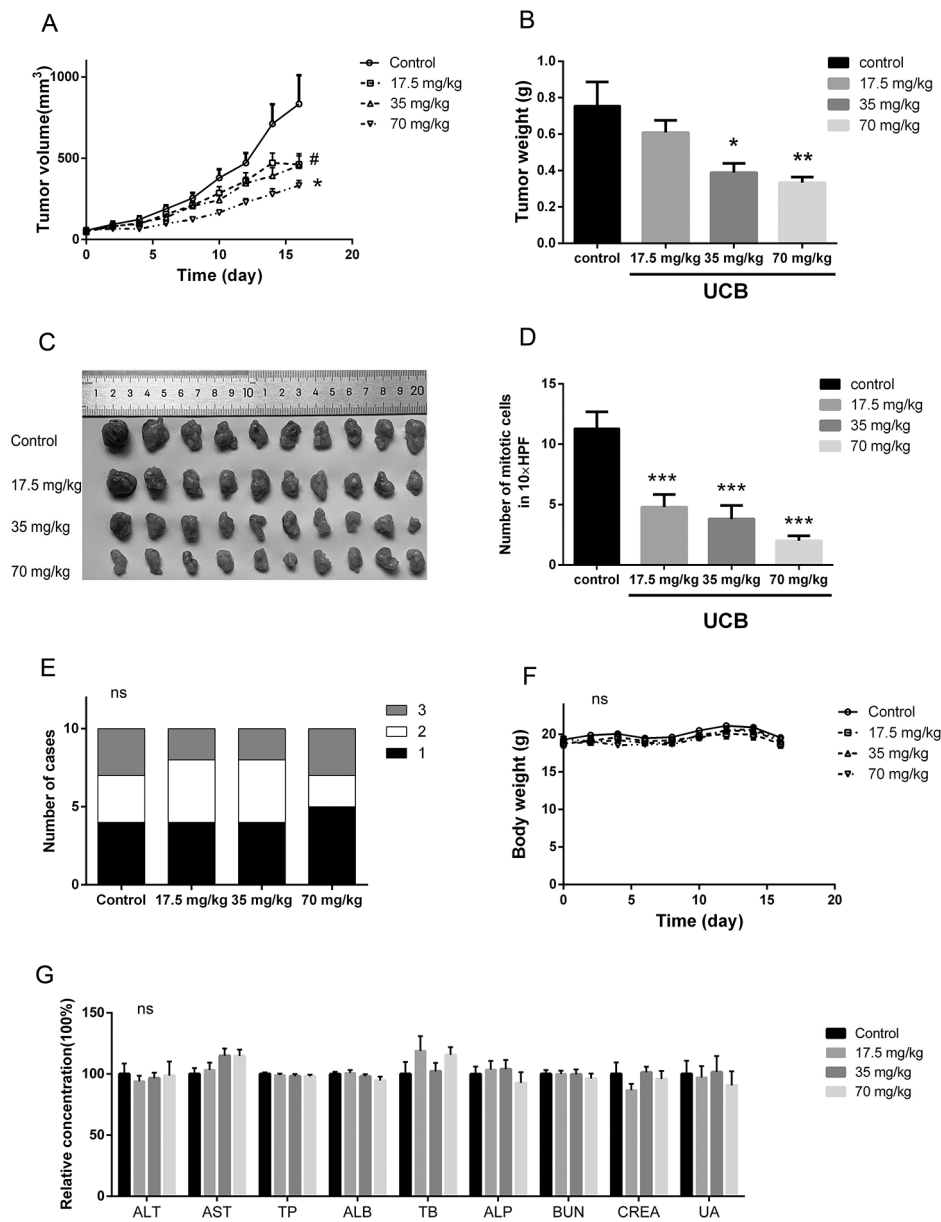 A
Control
17.5 mg/kg
35 mg/kg
70 mg/kg
1000
500
0
Tumor volume(mm3)
#
*
0 5 10 15 20
Time (day)
B
control
17.5 mg/kg
35 mg/kg
70 mg/kg
1.0
0.8
0.6
0.4
0.2
0.0
Tumor weight (g)
*
**
control 17.5 mg/kg 35 mg/kg 70 mg/kg
UCB
C
1 2 3 4 5 6 7 8 9 10 1 2 3 4 5 6 7 8 9 20
Control
17.5 mg/kg
35 mg/kg
70 mg/kg
D
control
17.5 mg/kg
35 mg/kg
70 mg/kg
15
10
5
0
Number of mitotic cells
in 10×HPF
***
***
***
control 17.5 mg/kg 35 mg/kg 70 mg/kg
UCB
E
ns
3
2
1
10
5
0
Number of cases
Control 17.5 mg/kg 35 mg/kg 70 mg/kg
F
ns
Control
17.5 mg/kg
35 mg/kg
70 mg/kg
25
20
15
10
5
0
Body weight (g)
0 5 10 15 20
Time (day)
G
ns
Control
17.5 mg/kg
35 mg/kg
70 mg/kg
150
100
50
0
Relative concentration(100%)
ALT AST TP ALB TB ALP BUN CREA UA